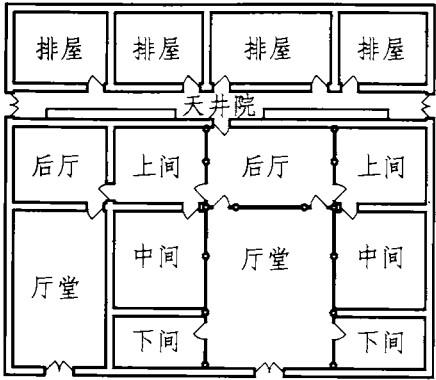 排屋 排屋 排屋 排屋
天井院
后厅 上间 后厅 上间
中间 中间
厅堂 厅堂
下间 下间